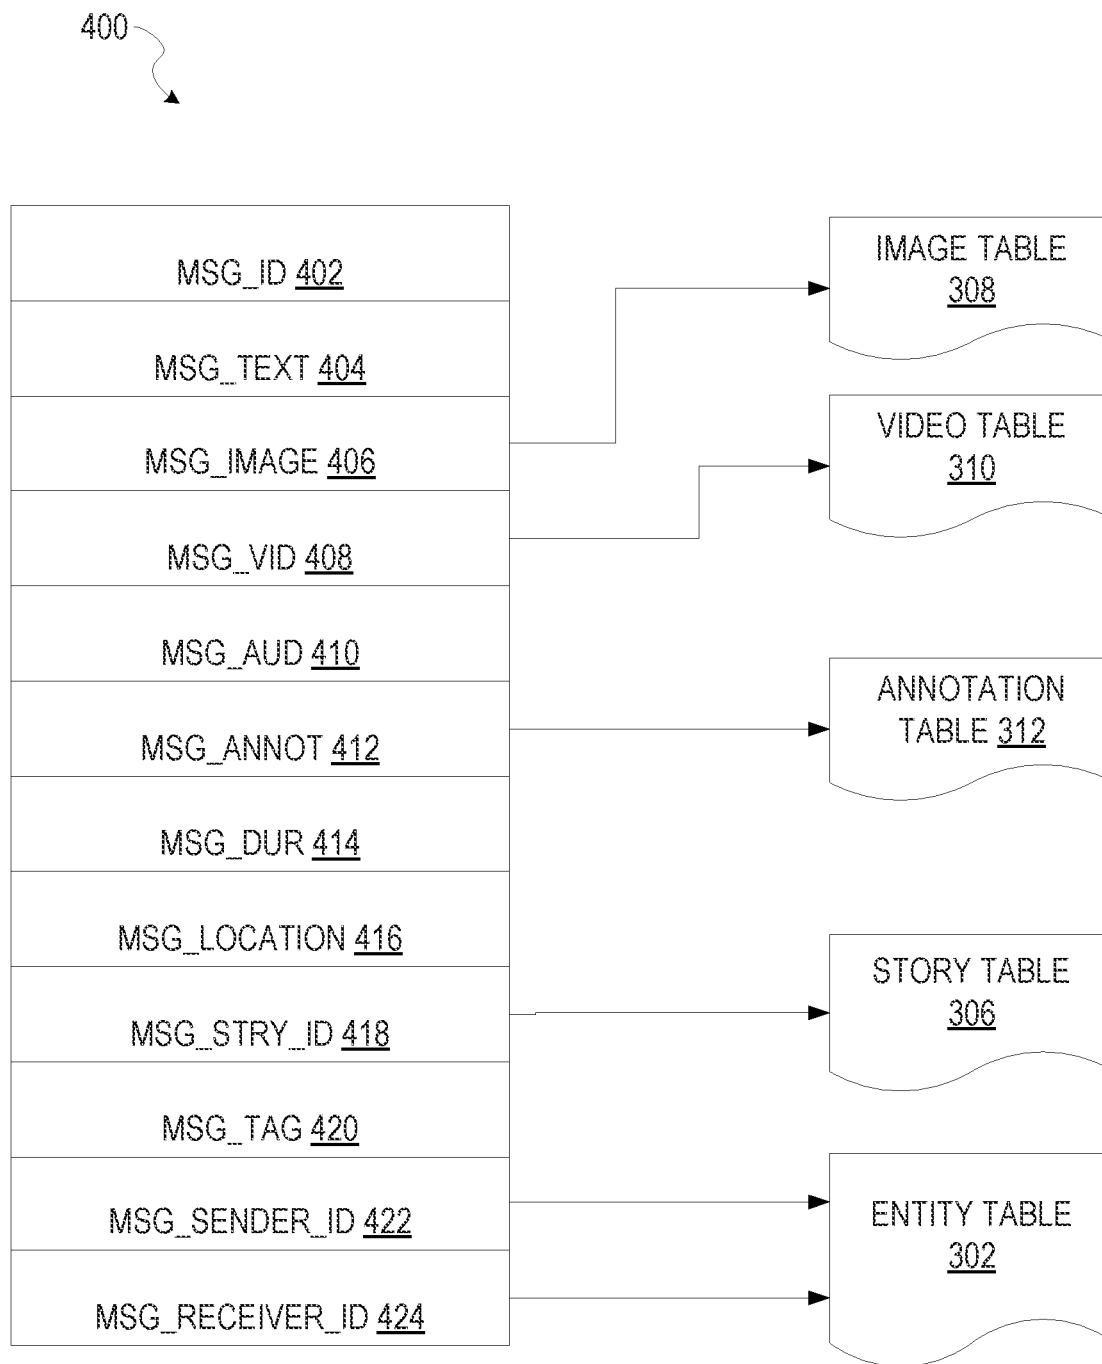 400
MSG_ID 402
MSG_TEXT 404
MSG_IMAGE 406
MSG_VID 408
MSG_AUD 410
MSG_ANNOT 412
MSG_DUR 414
MSG_LOCATION 416
MSG_STRY_ID 418
MSG_TAG 420
MSG_SENDER_ID 422
MSG_RECEIVER_ID 424
IMAGE TABLE
308
VIDEO TABLE
310
ANNOTATION
TABLE 312
STORY TABLE
306
ENTITY TABLE
302